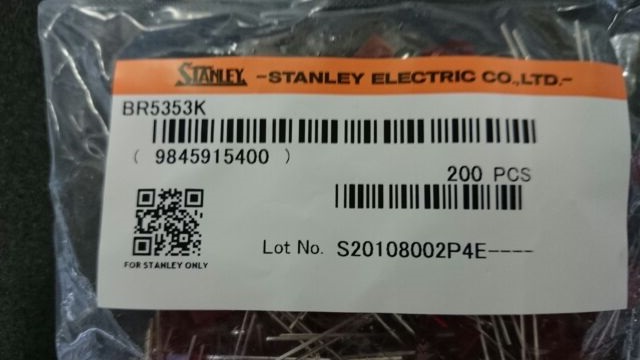 STANLEY -STANLEY ELECTRIC CO.,LTD.-
BR5353K
( 9845915400 )
200 PCS
Lot No. S20108002P4E----
FOR STANLEY ONLY